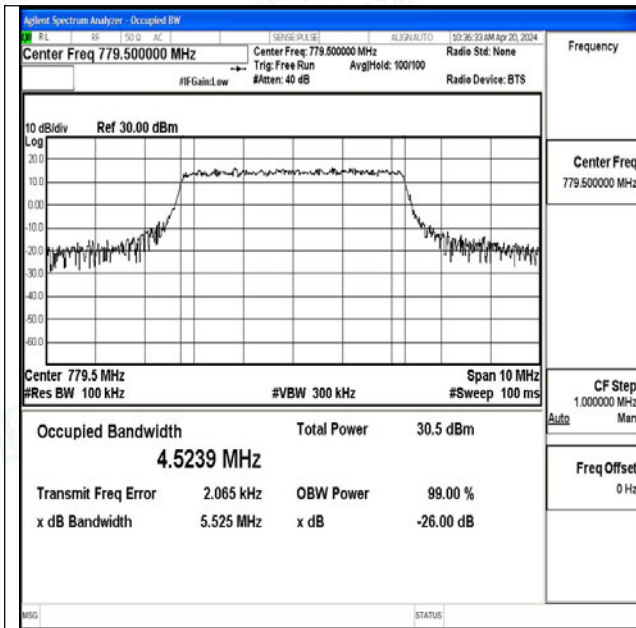 Agilent Spectrum Analyzer - Occupied BW
RL RF 50 Ω AC SENSE:PULSE ALIGN AUTO 10:36:33 AM Apr 20, 2024
Center Freq 779.500000 MHz
Center Freq: 779.500000 MHz
Radio Std: None
Trig: Free Run Avg|Hold: 100/100
#IFGain:Low
#Atten: 40 dB
Radio Device: BTS
10 dB/div Ref 30.00 dBm
Log
20.0
10.0
0.00
-10.0
-20.0
-30.0
-40.0
-50.0
-60.0
Center 779.5 MHz Span 10 MHz
#Res BW 100 kHz #VBW 300 kHz #Sweep 100 ms
Occupied Bandwidth
4.5239 MHz
Total Power 30.5 dBm
Transmit Freq Error 2.065 kHz OBW Power 99.00 %
x dB Bandwidth 5.525 MHz x dB -26.00 dB
MSG STATUS
Frequency
Center Freq
779.500000 MHz
CF Step
1.000000 MHz
Auto Man
Freq Offset
0 Hz